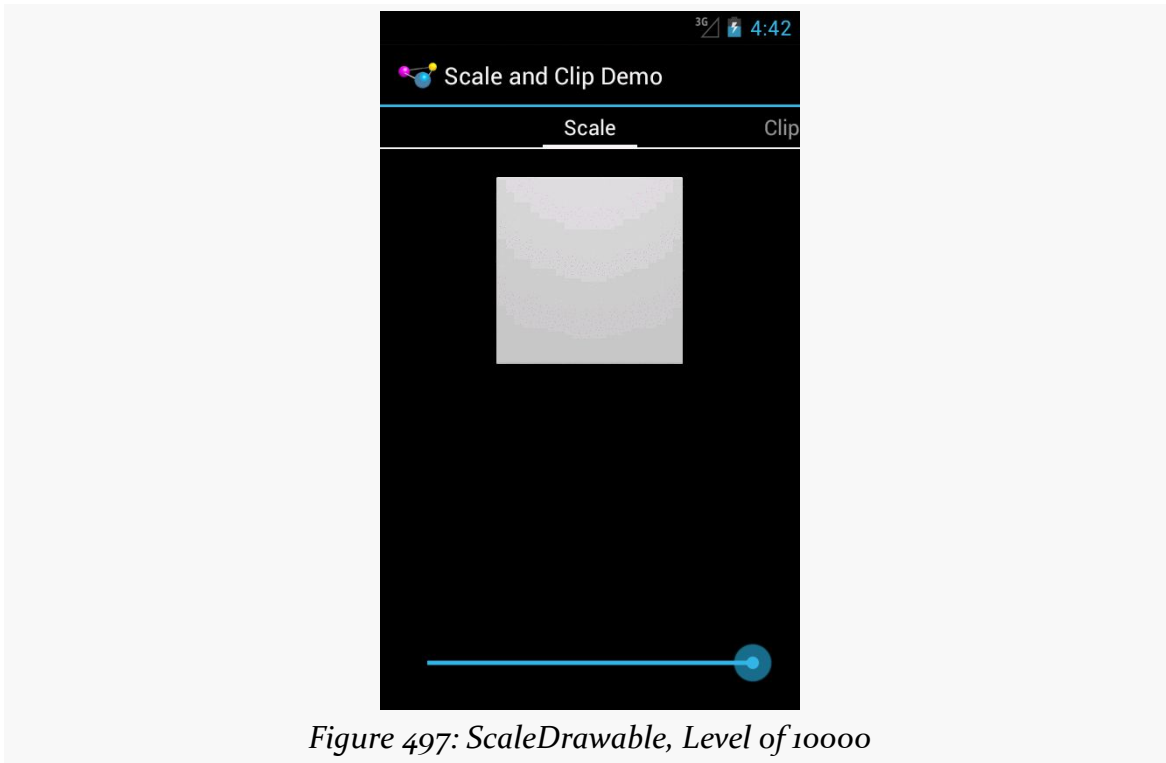 3G 4:42
Scale and Clip Demo
Scale Clip
Figure 497: ScaleDrawable, Level of 10000